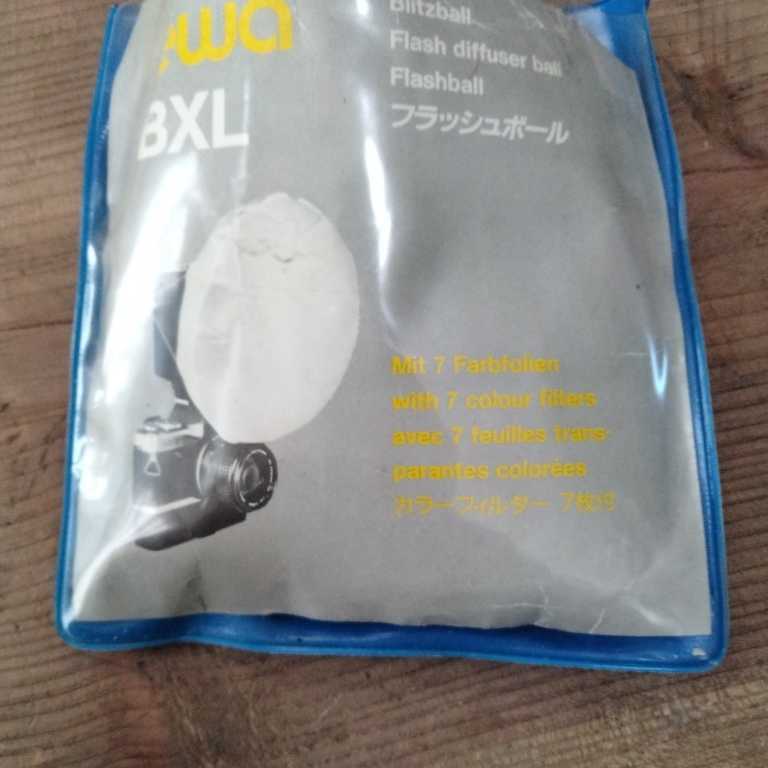 ewa
BXL
Blitzball
Flash diffuser ball
Flashball
フラッシュボール
Mit 7 Farbfolien
with 7 colour filters
avec 7 feuilles trans-
parantes colorées
カラーフィルター 7枚付